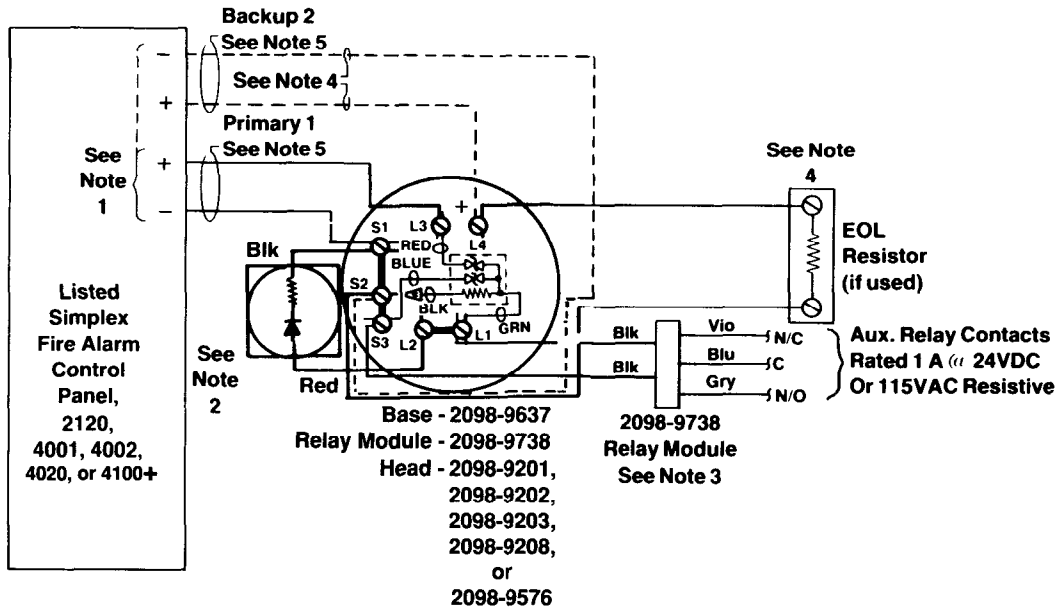 Backup 2
See Note 5
See Note 4
−
+
Primary 1
See Note 5
+
−
See
Note
1
Listed
Simplex
Fire Alarm
Control
Panel,
2120,
4001, 4002,
4020, or 4100+
Blk
Red
See
Note
2
+
S1
L3
L4
RED
BLUE
S2
BLK
S3
L2
L1
GRN
See Note
4
EOL
Resistor
(if used)
Blk
Blk
Vio
N/C
Blu
C
Gry
N/O
Aux. Relay Contacts
Rated 1 A @ 24VDC
Or 115VAC Resistive
2098-9738
Relay Module
See Note 3
Base - 2098-9637
Relay Module - 2098-9738
Head - 2098-9201,
2098-9202,
2098-9203,
2098-9208,
or
2098-9576